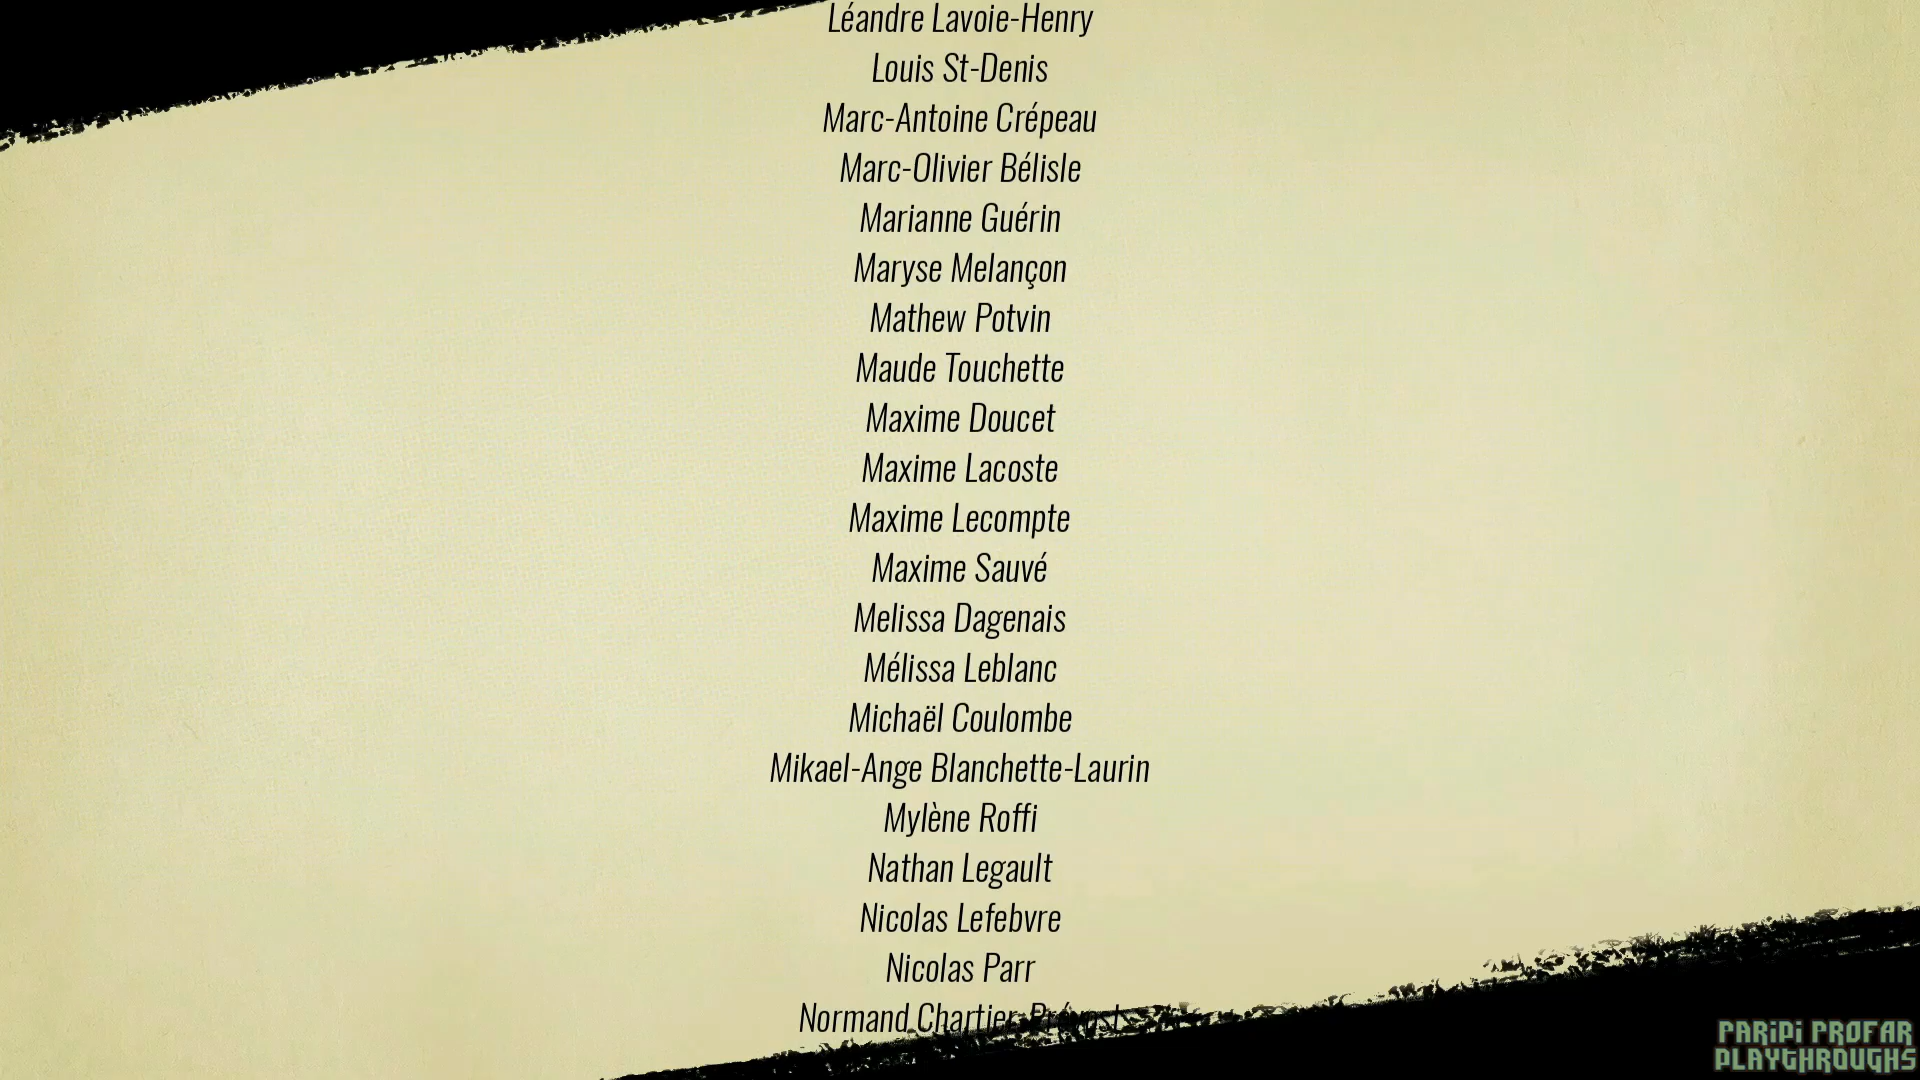 Léandre Lavoie-Henry
Louis St-Denis
Marc-Antoine Crépeau
Marc-Olivier Bélisle
Marianne Guérin
Maryse Melançon
Mathew Potvin
Maude Touchette
Maxime Doucet
Maxime Lacoste
Maxime Lecompte
Maxime Sauvé
Melissa Dagenais
Mélissa Leblanc
Michaël Coulombe
Mikael-Ange Blanchette-Laurin
Mylène Roffi
Nathan Legault
Nicolas Lefebvre
Nicolas Parr
Normand Chartier
PARIPI PROFAR
PLAYTHROUGHS